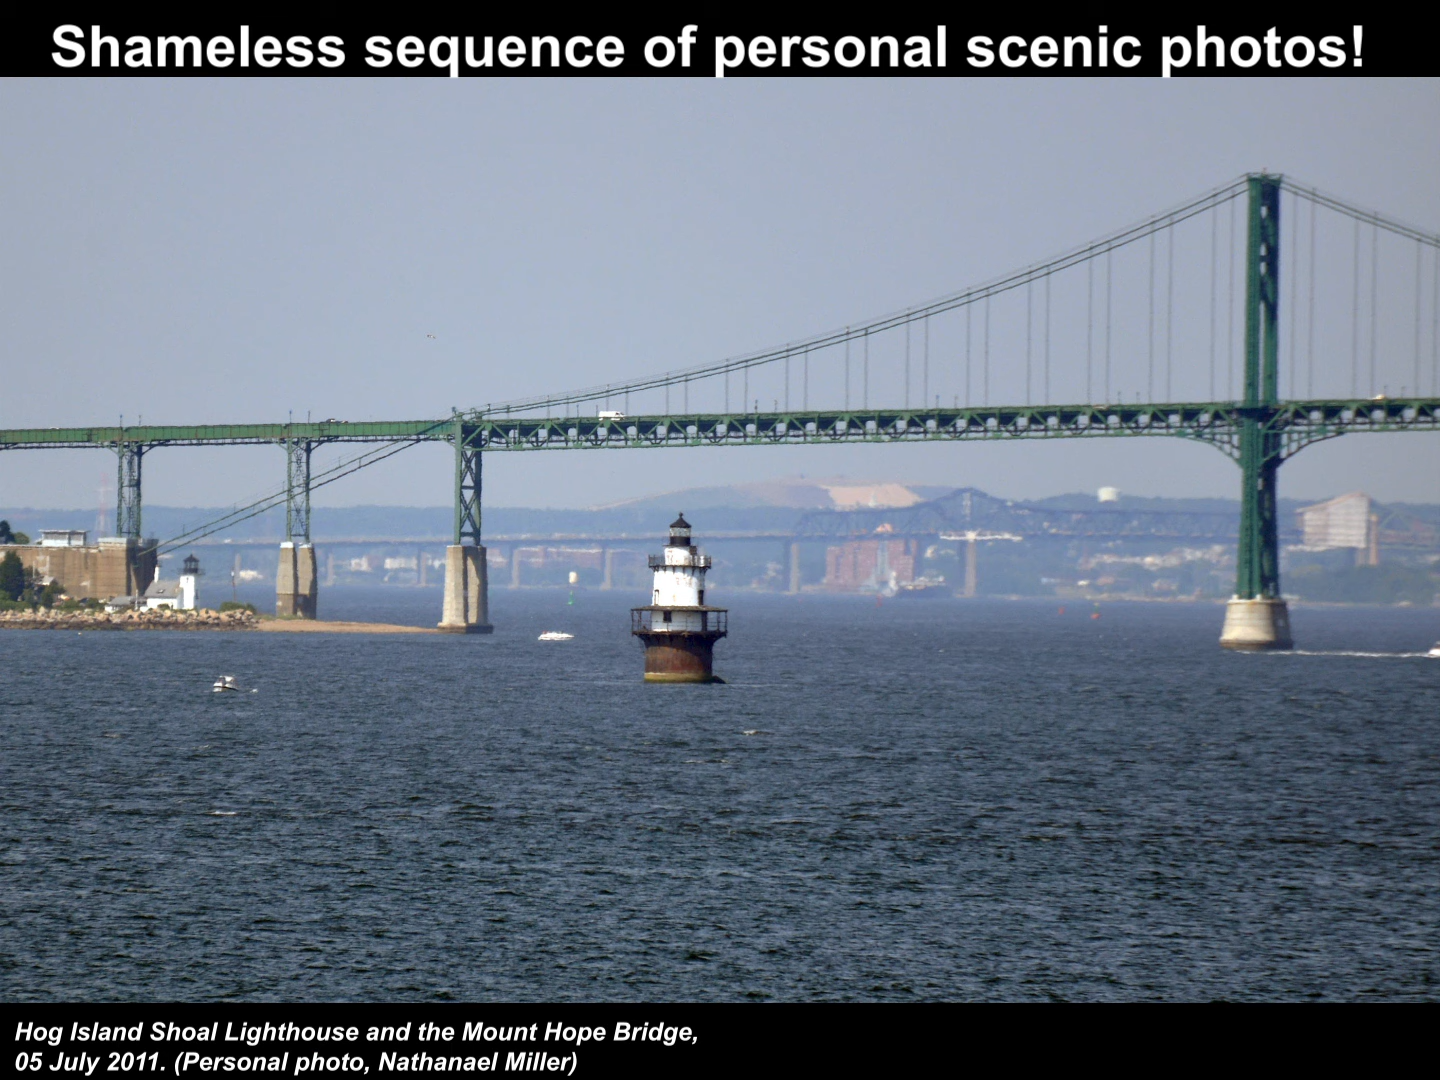 Shameless sequence of personal scenic photos!
Hog Island Shoal Lighthouse and the Mount Hope Bridge,
05 July 2011. (Personal photo, Nathanael Miller)